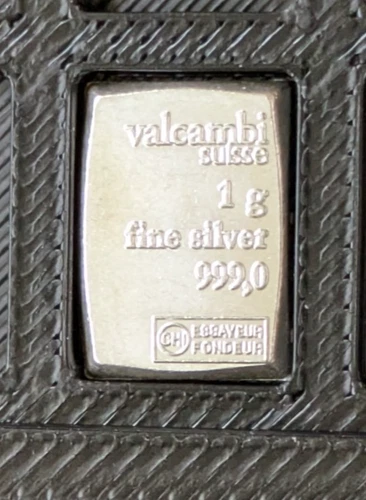 valcambi
suisse
1 g
fine silver
999,0
CHI ESSAYEUR
FONDEUR